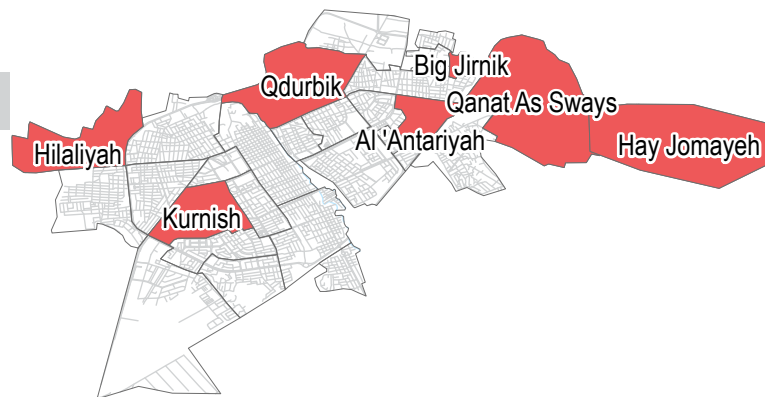 Big Jirnik
Qdurbik
Qanat As Sways
Al 'Antariyah
Hay Jomayeh
Hilaliyah
Kurnish